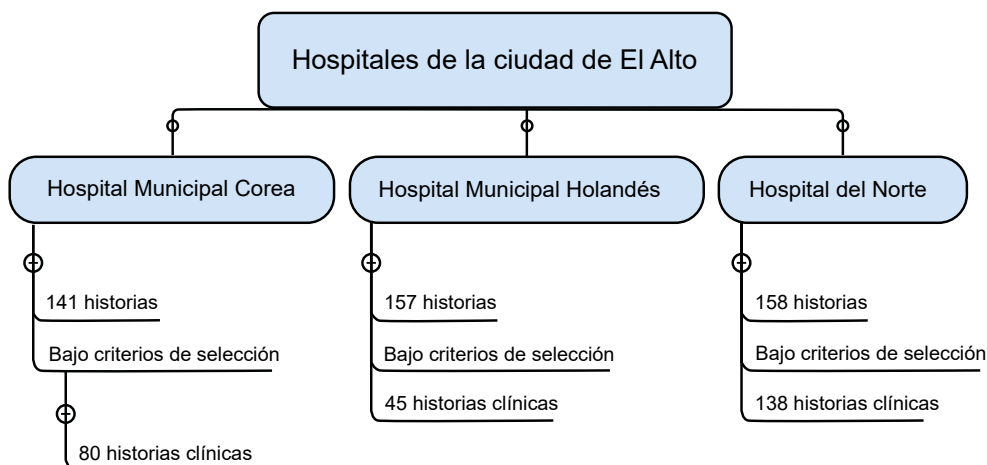 Hospitales de la ciudad de El Alto
Hospital Municipal Corea
Hospital Municipal Holandés
Hospital del Norte
141 historias
157 historias
158 historias
Bajo criterios de selección
Bajo criterios de selección
Bajo criterios de selección
45 historias clínicas
138 historias clínicas
80 historias clínicas